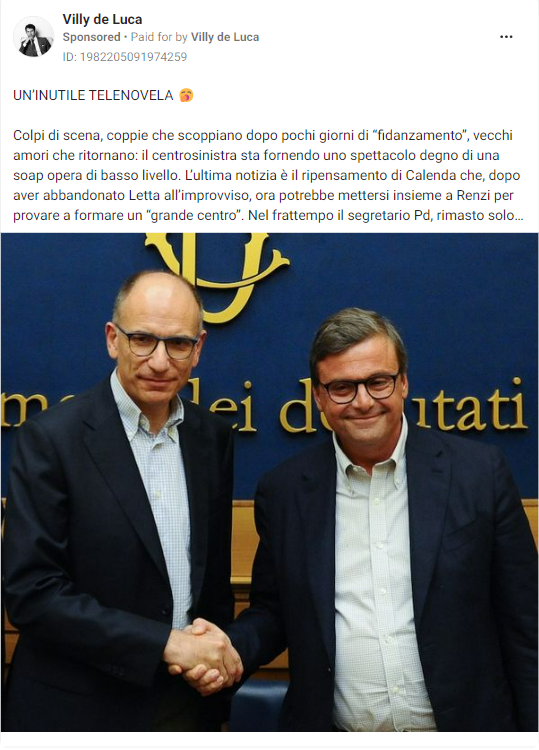 Villy de Luca
Sponsored • Paid for by Villy de Luca
ID: 1982205091974259
UN’INUTILE TELENOVELA 🥱
Colpi di scena, coppie che scoppiano dopo pochi giorni di “fidanzamento”, vecchi
amori che ritornano: il centrosinistra sta fornendo uno spettacolo degno di una
soap opera di basso livello. L’ultima notizia è il ripensamento di Calenda che, dopo
aver abbandonato Letta all’improvviso, ora potrebbe mettersi insieme a Renzi per
provare a formare un “grande centro”. Nel frattempo il segretario Pd, rimasto solo...
dei deputati